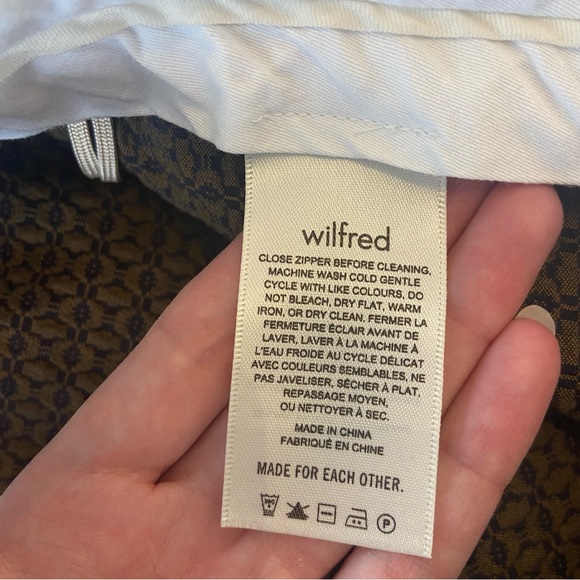 wilfred
CLOSE ZIPPER BEFORE CLEANING,
MACHINE WASH COLD GENTLE
CYCLE WITH LIKE COLOURS, DO
NOT BLEACH, DRY FLAT, WARM
IRON, OR DRY CLEAN. FERMER LA
FERMETURE ÉCLAIR AVANT DE
LAVER, LAVER À LA MACHINE À
L'EAU FROIDE AU CYCLE DÉLICAT
AVEC COULEURS SEMBLABLES, NE
PAS JAVELISER, SÉCHER À PLAT,
REPASSAGE MOYEN,
OU NETTOYER À SEC.
MADE IN CHINA
FABRIQUÉ EN CHINE
MADE FOR EACH OTHER.
P